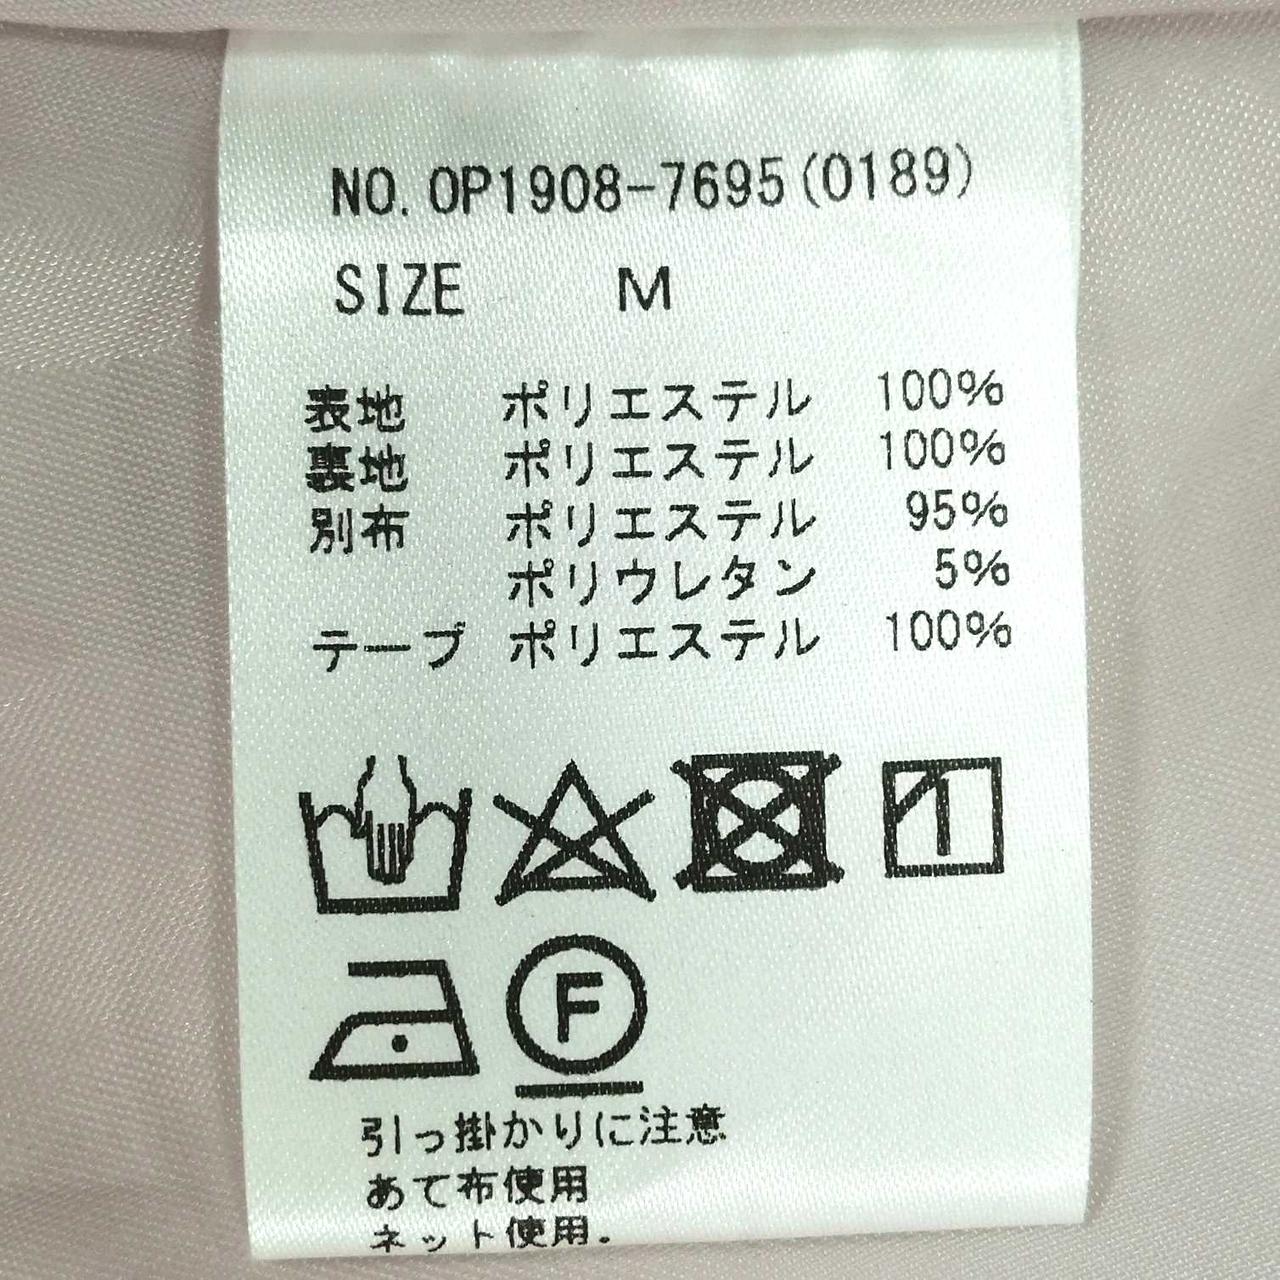 NO. OP1908-7695(0189)
SIZE M
表地 ポリエステル 100%
裏地 ポリエステル 100%
別布 ポリエステル 95%
ポリウレタン 5%
テープ ポリエステル 100%
F
引っ掛かりに注意
あて布使用
ネット使用.